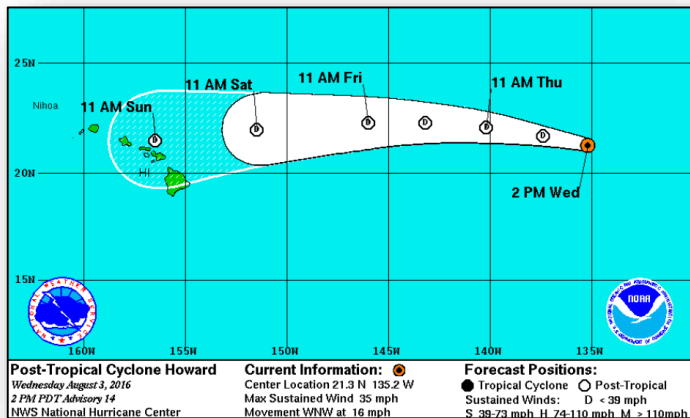 25N
11 AM Sat
11 AM Fri
11 AM Thu
Nihoa
11 AM Sun
D D D D D D
20N
HI
2 PM Wed
15N
NATIONAL WEATHER SERVICE
NOAA
160W 155W 150W 145W 140W 135W
Post-Tropical Cyclone Howard
Wednesday August 3, 2016
2 PM PDT Advisory 14
NWS National Hurricane Center
Current Information:
Center Location 21.3 N 135.2 W
Max Sustained Wind 35 mph
Movement WNW at 16 mph
Forecast Positions:
Tropical Cyclone Post-Tropical
Sustained Winds: D < 39 mph
S 39-73 mph H 74-110 mph M > 110mph